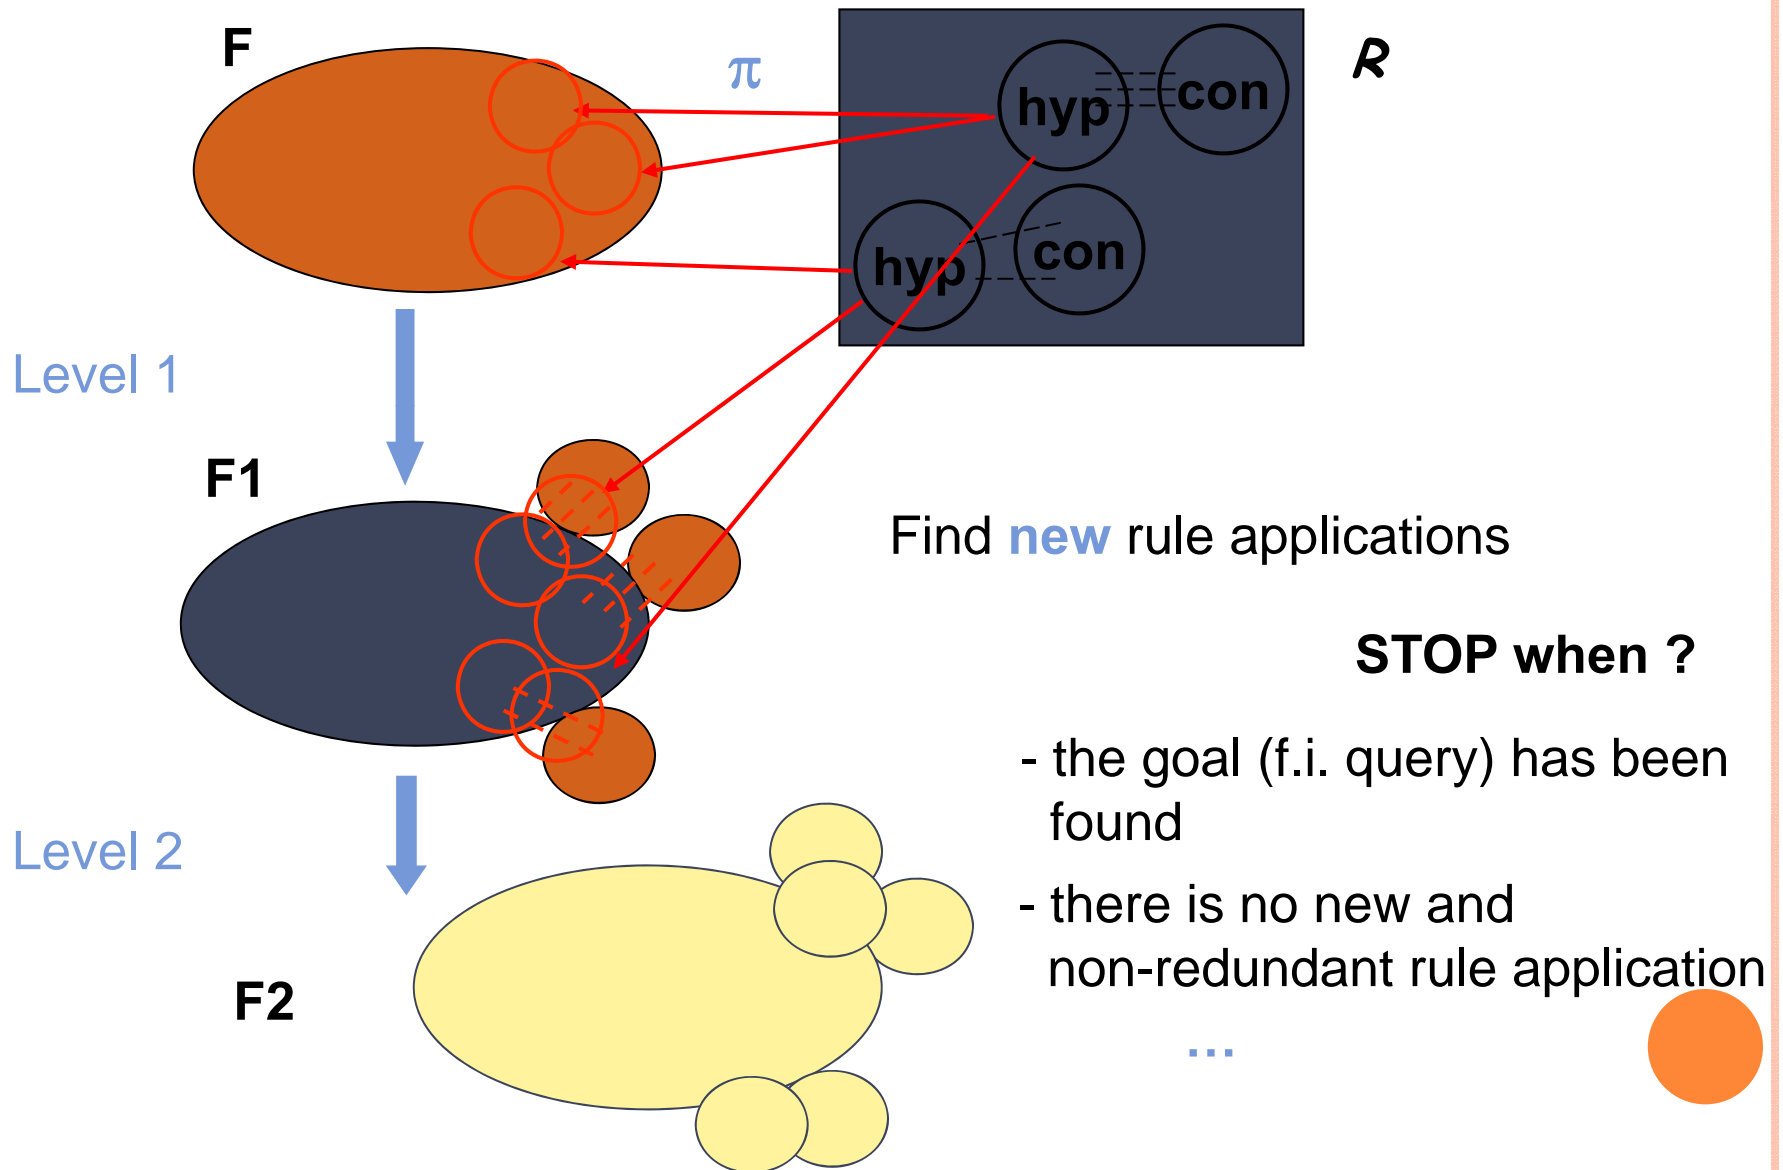 F
π
R
hyp
con
hyp
con
Level 1
F1
Find new rule applications
STOP when ?
- the goal (f.i. query) has been
found
Level 2
- there is no new and
non-redundant rule application
F2
...